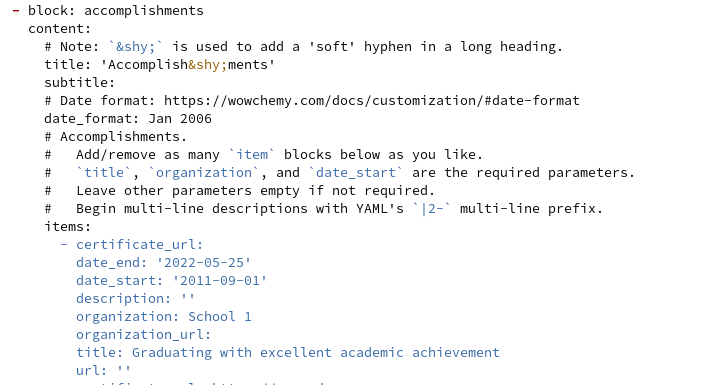 - block: accomplishments
content:
# Note: `&shy;` is used to add a 'soft' hyphen in a long heading.
title: 'Accomplish&shy;ments'
subtitle:
# Date format: https://wowchemy.com/docs/customization/#date-format
date_format: Jan 2006
# Accomplishments.
#   Add/remove as many `item` blocks below as you like.
#   `title`, `organization`, and `date_start` are the required parameters.
#   Leave other parameters empty if not required.
#   Begin multi-line descriptions with YAML's `|2-` multi-line prefix.
items:
- certificate_url:
date_end: '2022-05-25'
date_start: '2011-09-01'
description: ''
organization: School 1
organization_url:
title: Graduating with excellent academic achievement
url: ''